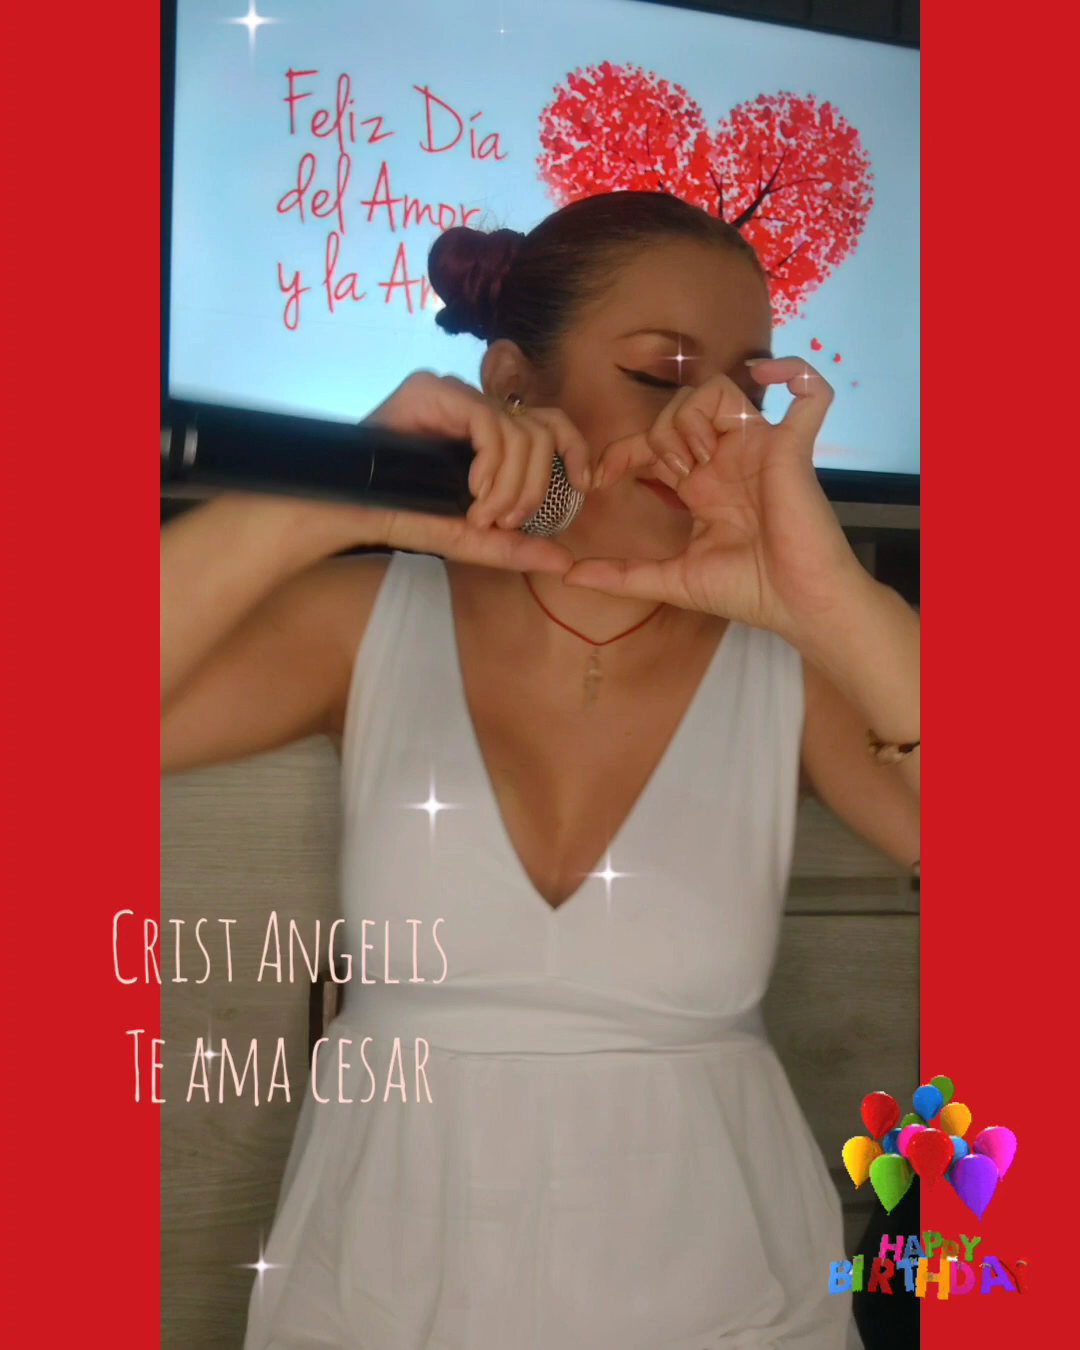 Feliz Día
del Amor
y la
Crist Angelis
Te ama cesar
HAPPY
BIRTHDAY